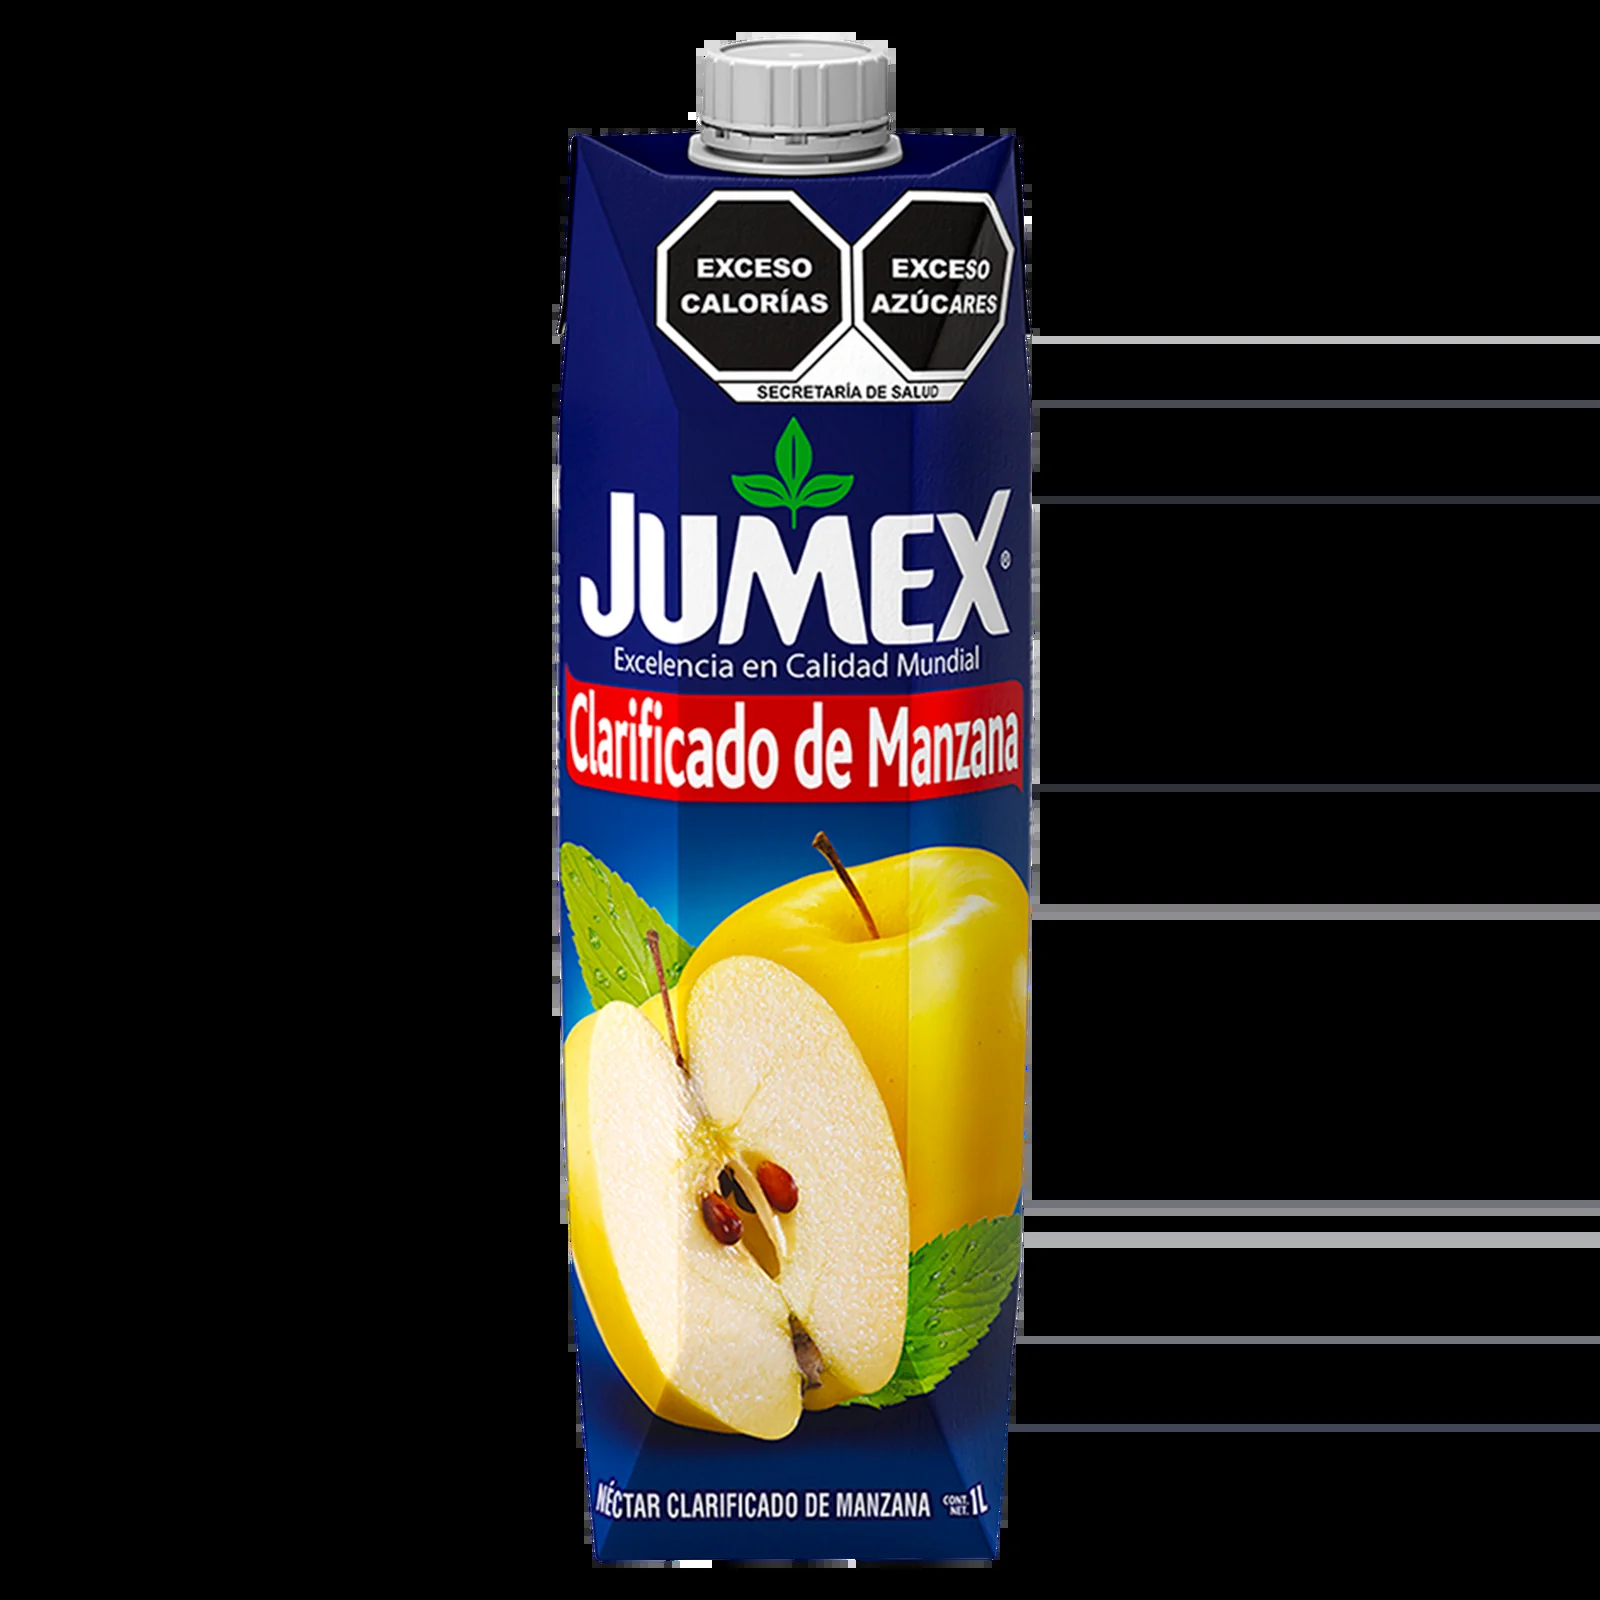 EXCESO
CALORÍAS
EXCESO
AZÚCARES
SECRETARÍA DE SALUD
JUMEX®
Excelencia en Calidad Mundial
Clarificado de Manzana
NÉCTAR CLARIFICADO DE MANZANA CONT. NET. 1L